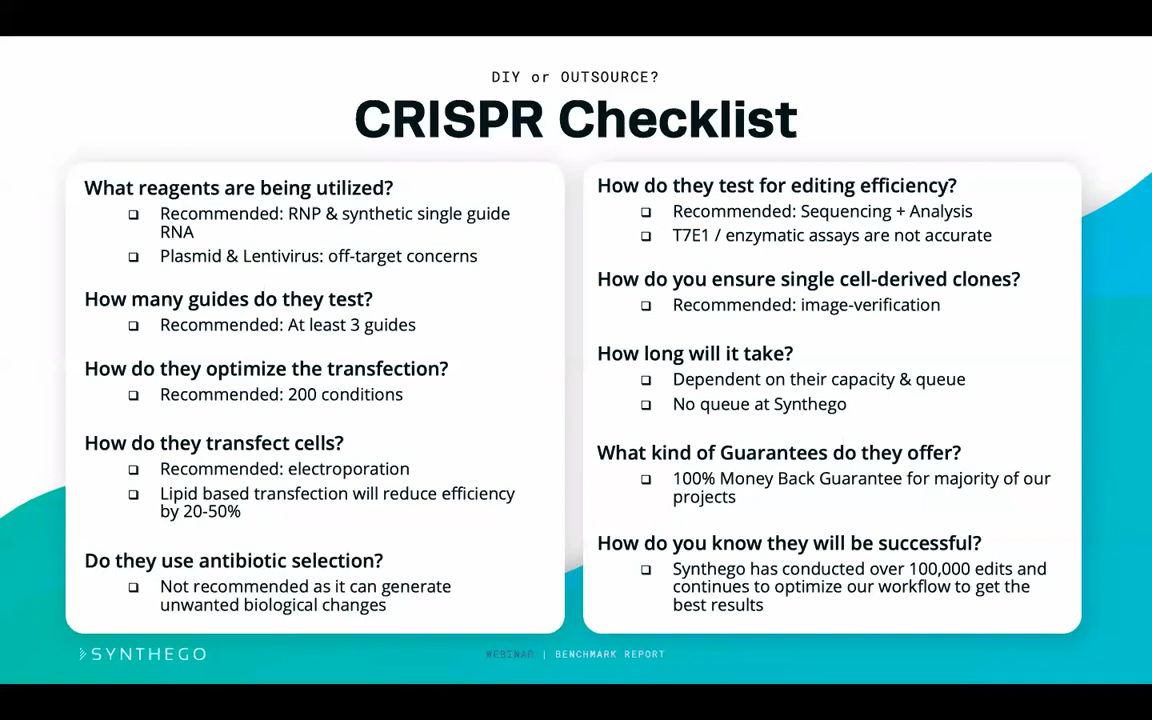 DIY or OUTSOURCE?
CRISPR Checklist
What reagents are being utilized?
❏ Recommended: RNP & synthetic single guide
RNA
❏ Plasmid & Lentivirus: off-target concerns
How many guides do they test?
❏ Recommended: At least 3 guides
How do they optimize the transfection?
❏ Recommended: 200 conditions
How do they transfect cells?
❏ Recommended: electroporation
❏ Lipid based transfection will reduce efficiency
by 20-50%
Do they use antibiotic selection?
❏ Not recommended as it can generate
unwanted biological changes
How do they test for editing efficiency?
❏ Recommended: Sequencing + Analysis
❏ T7E1 / enzymatic assays are not accurate
How do you ensure single cell-derived clones?
❏ Recommended: image-verification
How long will it take?
❏ Dependent on their capacity & queue
❏ No queue at Synthego
What kind of Guarantees do they offer?
❏ 100% Money Back Guarantee for majority of our
projects
How do you know they will be successful?
❏ Synthego has conducted over 100,000 edits and
continues to optimize our workflow to get the
best results
SYNTHEGO
WEBINAR | BENCHMARK REPORT